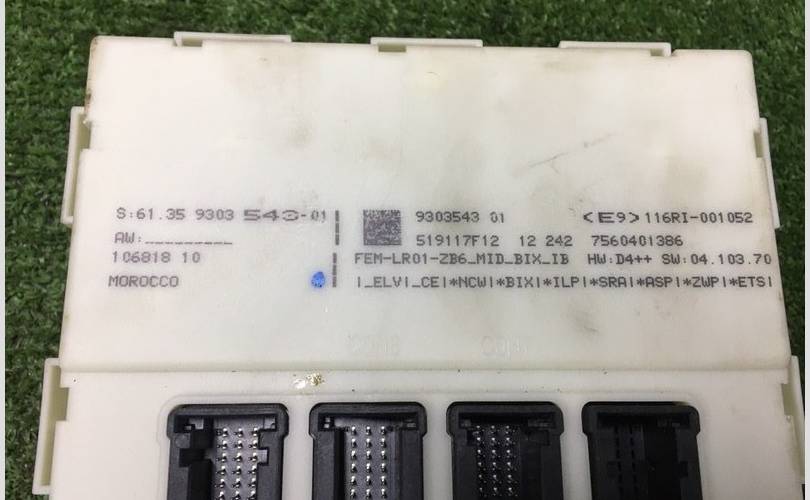 S:61.35 9303 543-01
AW:_________
106818 10
MOROCCO
9303543 01 <E9>116RI-001052
519117F12 12 242 7560401386
FEM-LR01-ZB6_MID_BIX_IB HW:D4++ SW:04.103.70
|_ELV|_CE|*NCW|*BIX|*ILP|*SRA|*ASP|*ZWP|*ETS|